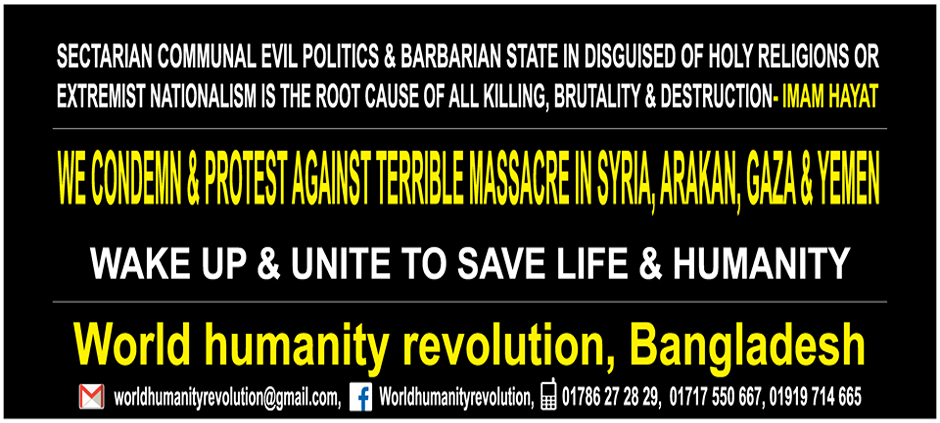 SECTARIAN COMMUNAL EVIL POLITICS & BARBARIAN STATE IN DISGUISED OF HOLY RELIGIONS OR
EXTREMIST NATIONALISM IS THE ROOT CAUSE OF ALL KILLING, BRUTALITY & DESTRUCTION- IMAM HAYAT
WE CONDEMN & PROTEST AGAINST TERRIBLE MASSACRE IN SYRIA, ARAKAN, GAZA & YEMEN
WAKE UP & UNITE TO SAVE LIFE & HUMANITY
World humanity revolution, Bangladesh
worldhumanityrevolution@gmail.com, f Worldhumanityrevolution, 01786 27 28 29, 01717 550 667, 01919 714 665